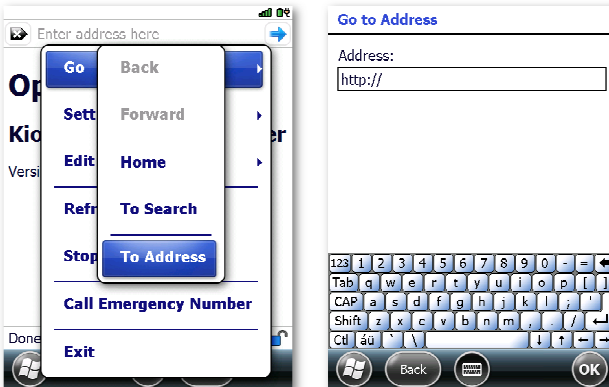 Enter address here
Op
Kio
er
Versi
Done
Go
Sett
Edit
Refr
Stop
Call Emergency Number
Exit
Back
Forward
Home
To Search
To Address
Go to Address
Address:
http://
123 1 2 3 4 5 6 7 8 9 0 - =
Tab q w e r t y u i o p [ ]
CAP a s d f g h j k l ; '
Shift z x c v b n m , . /
Ctl áü ` \
Back
OK